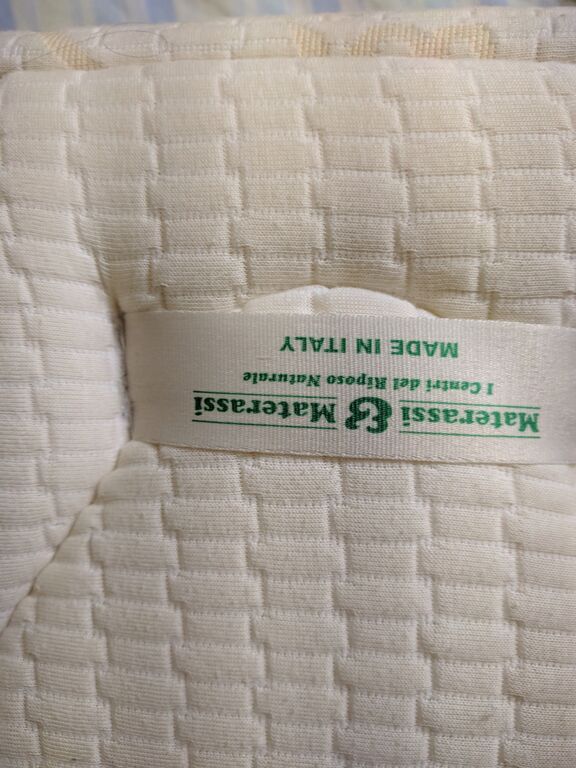 Materassi & Materassi
I Centri del Riposo Naturale
MADE IN ITALY